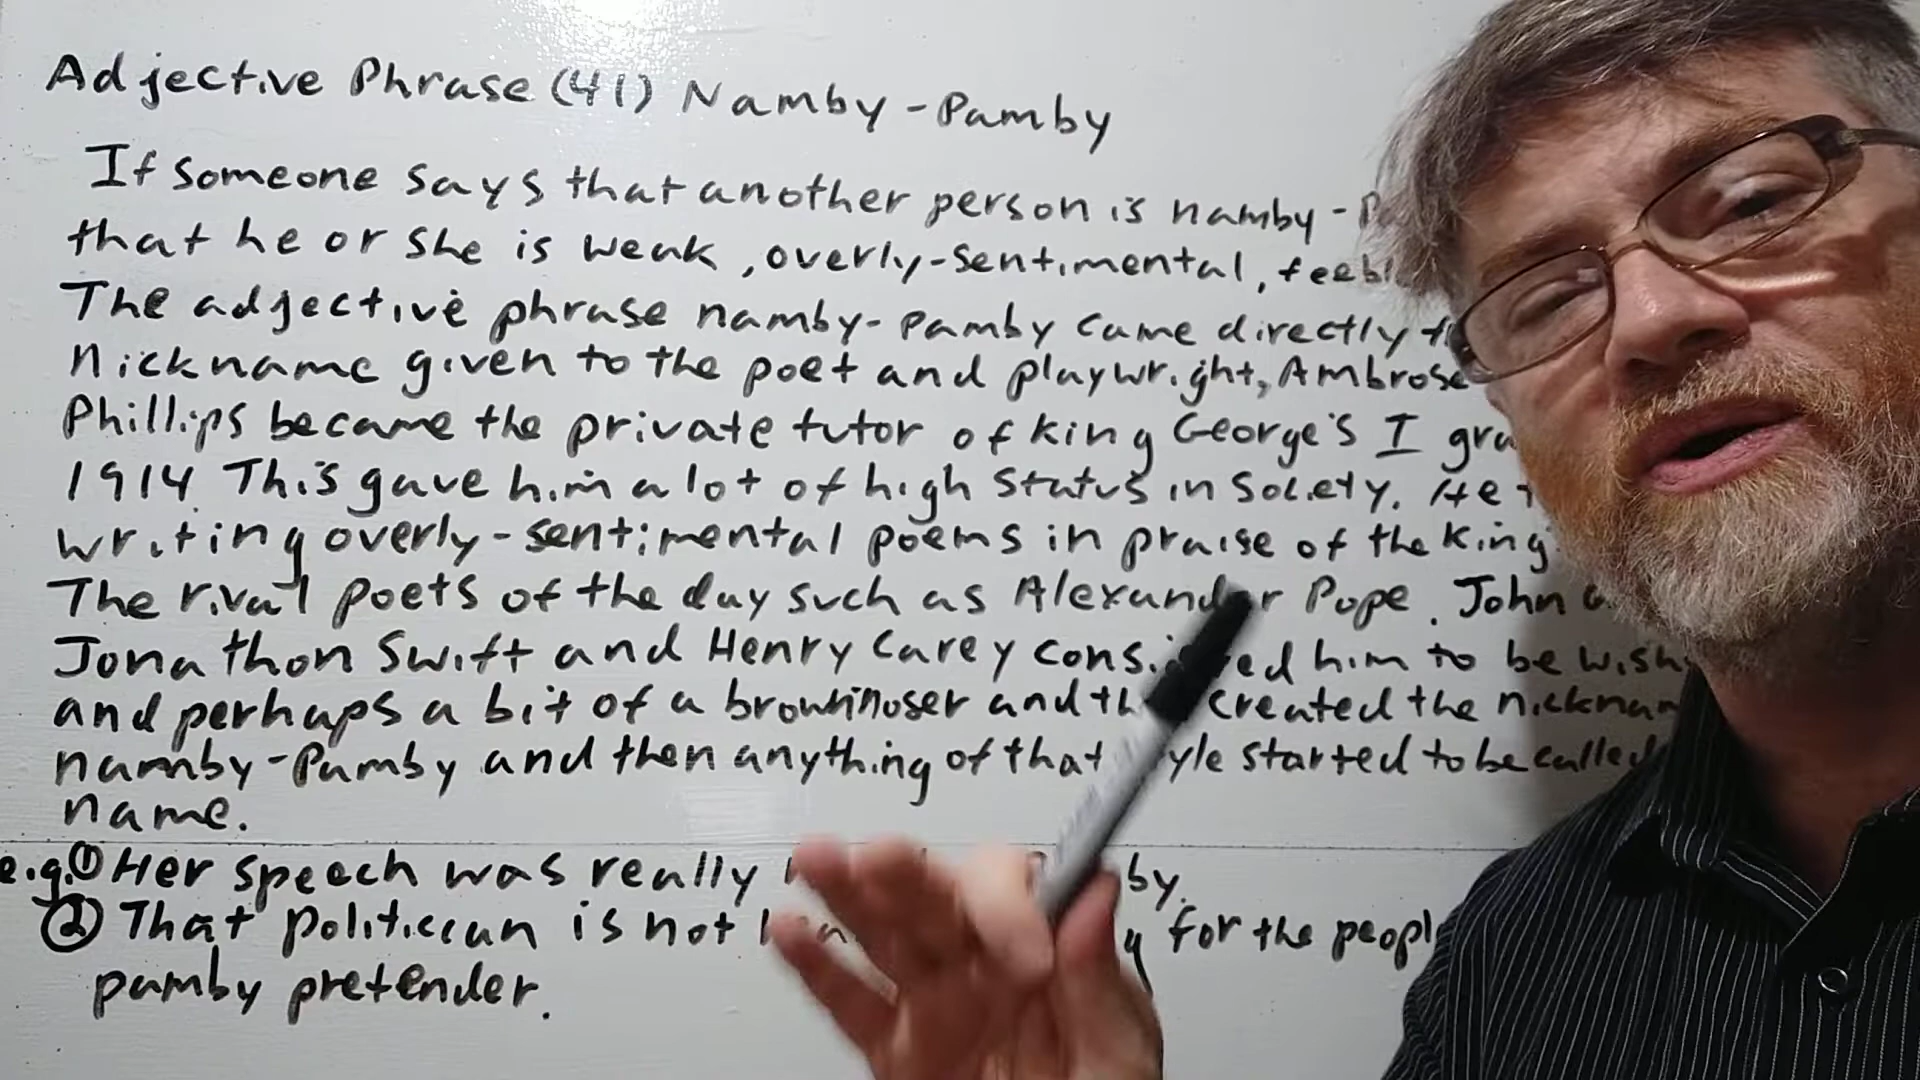 Adjective Phrase (41) Namby-Pamby
If someone says that another person is namby-
that he or she is weak, overly-sentimental,
The adjective phrase namby-pamby came directly
Nickname given to the poet and playwright, Ambrose
Phillips became the private tutor of king George's I
1914. This gave him a lot of high status in Society. He
writing overly-sentimental poems in praise of the king
The rival poets of the day such as Alexander Pope. John
Jonathon Swift and Henry Carey considered him to be
and perhaps a bit of a brownnoser and created the
namby-Pamby and then anything of that style started to be called
name.
e.g. ① Her speech was really
② That politician is not for the
pamby pretender.